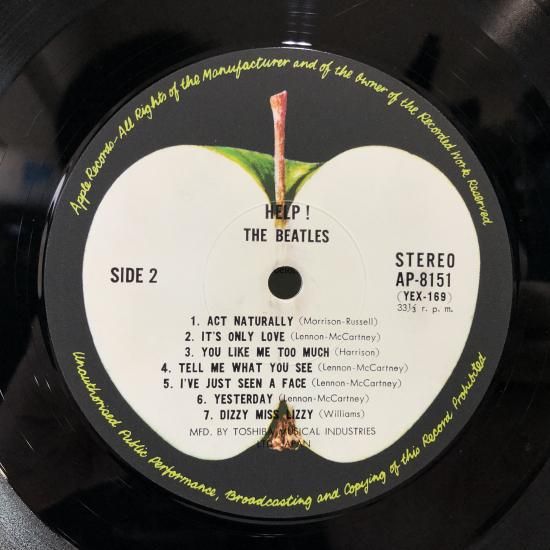 Apple Records-All Rights of the Manufacturer and of the Owner of the Recorded Work Reserved
HELP !
THE BEATLES
SIDE 2
STEREO
AP-8151
(YEX-169)
33⅓ r. p. m.
1. ACT NATURALLY (Morrison-Russell)
2. IT'S ONLY LOVE (Lennon-McCartney)
3. YOU LIKE ME TOO MUCH (Harrison)
4. TELL ME WHAT YOU SEE (Lennon-McCartney)
5. I'VE JUST SEEN A FACE (Lennon-McCartney)
6. YESTERDAY (Lennon-McCartney)
7. DIZZY MISS LIZZY (Williams)
MFD. BY TOSHIBA MUSICAL INDUSTRIES
LTD. JAPAN
Unauthorised Public Performance, Broadcasting and Copying of this Record Prohibited